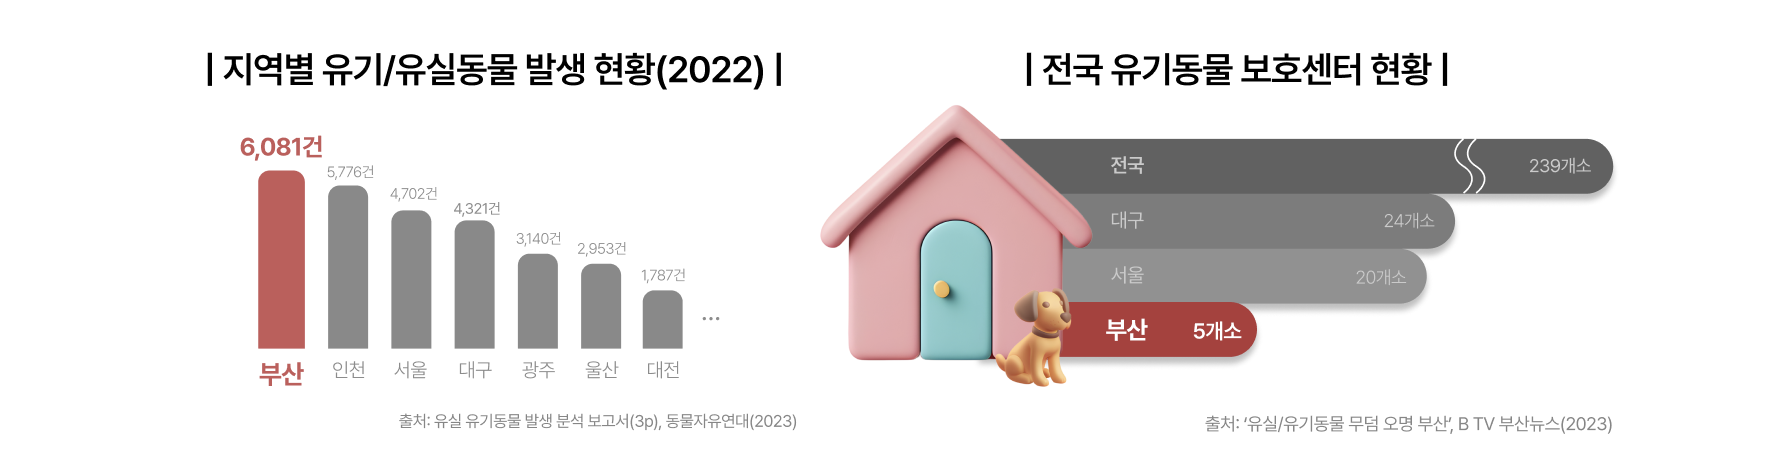 | 지역별 유기/유실동물 발생 현황(2022) |
6,081건
5,776건
4,702건
4,321건
3,140건
2,953건
1,787건
...
부산
인천
서울
대구
광주
울산
대전
출처: 유실 유기동물 발생 분석 보고서(3p), 동물자유연대(2023)
| 전국 유기동물 보호센터 현황 |
전국 239개소
대구 24개소
서울 20개소
부산 5개소
출처: ‘유실/유기동물 무덤 오명 부산’, B TV 부산뉴스(2023)